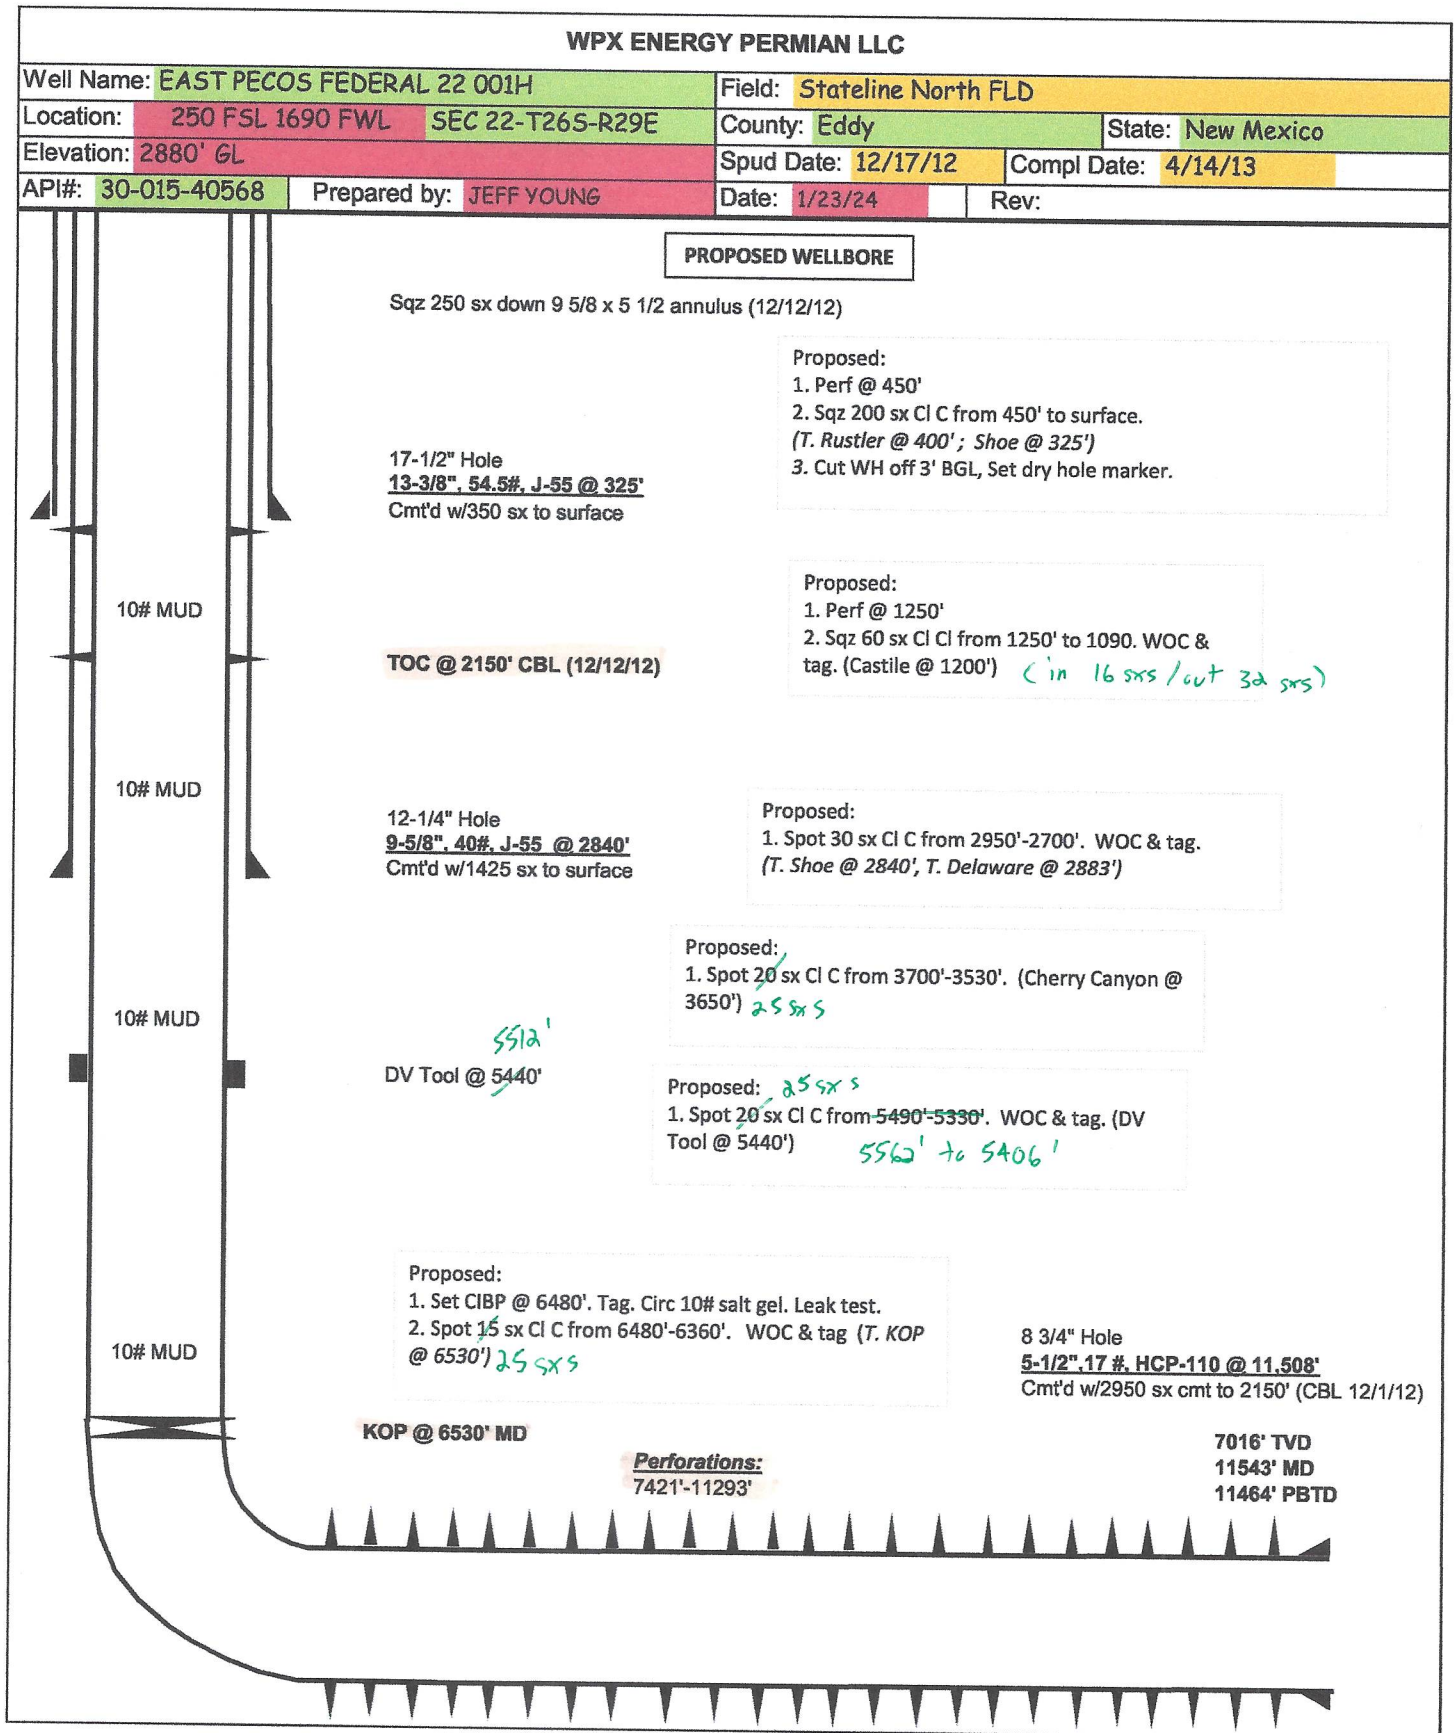 WPX ENERGY PERMIAN LLC
Well Name: EAST PECOS FEDERAL 22 001H
Field: Stateline North FLD
Location: 250 FSL 1690 FWL SEC 22-T26S-R29E
County: Eddy
State: New Mexico
Elevation: 2880' GL
Spud Date: 12/17/12
Compl Date: 4/14/13
API#: 30-015-40568
Prepared by: JEFF YOUNG
Date: 1/23/24
Rev:
PROPOSED WELLBORE
Sqz 250 sx down 9 5/8 x 5 1/2 annulus (12/12/12)
Proposed:
1. Perf @ 450'
2. Sqz 200 sx Cl C from 450' to surface.
(T. Rustler @ 400' ; Shoe @ 325')
3. Cut WH off 3' BGL, Set dry hole marker.
17-1/2" Hole
13-3/8", 54.5#, J-55 @ 325'
Cmt'd w/350 sx to surface
10# MUD
Proposed:
1. Perf @ 1250'
2. Sqz 60 sx Cl Cl from 1250' to 1090. WOC &
tag. (Castile @ 1200') (in 16 sxs / out 32 sxs)
TOC @ 2150' CBL (12/12/12)
10# MUD
12-1/4" Hole
9-5/8", 40#, J-55 @ 2840'
Cmt'd w/1425 sx to surface
Proposed:
1. Spot 30 sx Cl C from 2950'-2700'. WOC & tag.
(T. Shoe @ 2840', T. Delaware @ 2883')
Proposed:
1. Spot 20 sx Cl C from 3700'-3530'. (Cherry Canyon @
3650') 25 sxs
10# MUD
5512'
DV Tool @ 5440'
Proposed: 25 sxs
1. Spot 20 sx Cl C from 5490'-5330'. WOC & tag. (DV
Tool @ 5440') 5562' to 5406'
Proposed:
1. Set CIBP @ 6480'. Tag. Circ 10# salt gel. Leak test.
2. Spot 15 sx Cl C from 6480'-6360'. WOC & tag (T. KOP
@ 6530') 25 sxs
10# MUD
8 3/4" Hole
5-1/2",17 #, HCP-110 @ 11,508'
Cmt'd w/2950 sx cmt to 2150' (CBL 12/1/12)
KOP @ 6530' MD
Perforations:
7421'-11293'
7016' TVD
11543' MD
11464' PBTD